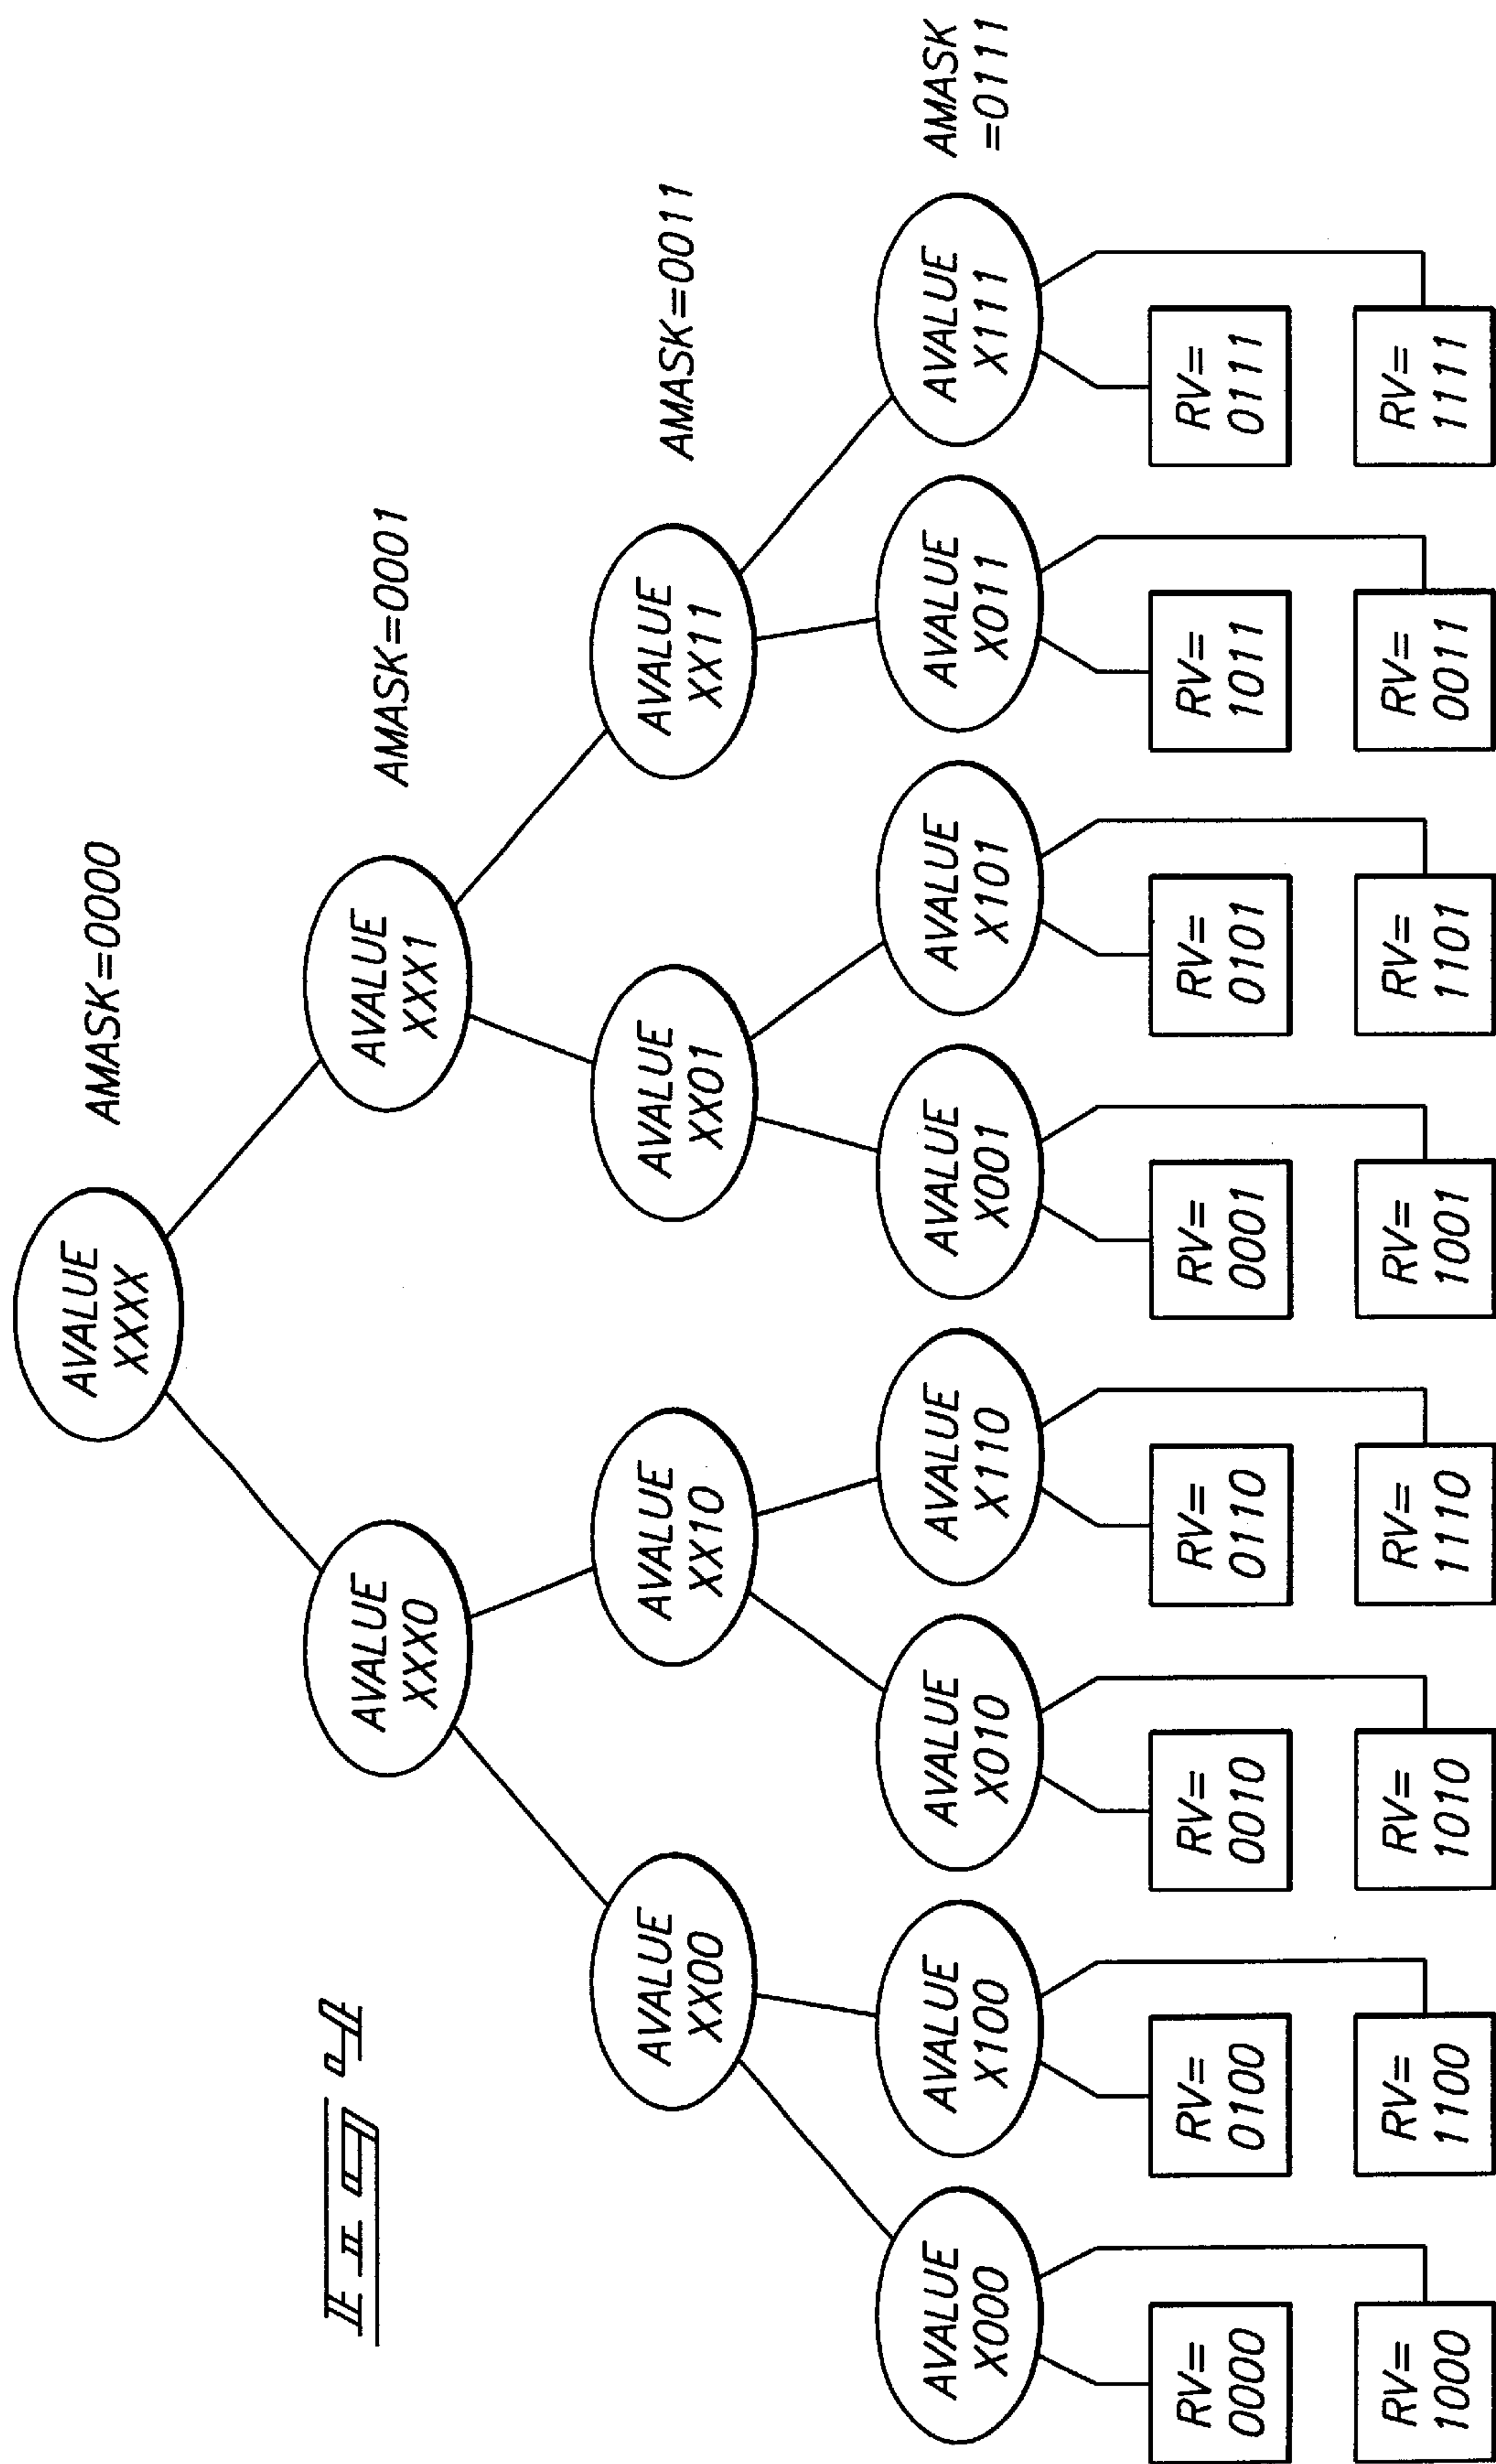 FIG. 4
AMASK=0000
AVALUE
XXXX
AMASK=0001
AVALUE
XXX0
AVALUE
XXX1
AMASK=0011
AVALUE
XX00
AVALUE
XX10
AVALUE
XX01
AVALUE
XX11
AMASK
=0111
AVALUE
X000
AVALUE
X100
AVALUE
X010
AVALUE
X110
AVALUE
X001
AVALUE
X101
AVALUE
X011
AVALUE
X111
RV=
0000
RV=
0100
RV=
0010
RV=
0110
RV=
0001
RV=
0101
RV=
1011
RV=
0111
RV=
1000
RV=
1100
RV=
1010
RV=
1110
RV=
1001
RV=
1101
RV=
0011
RV=
1111